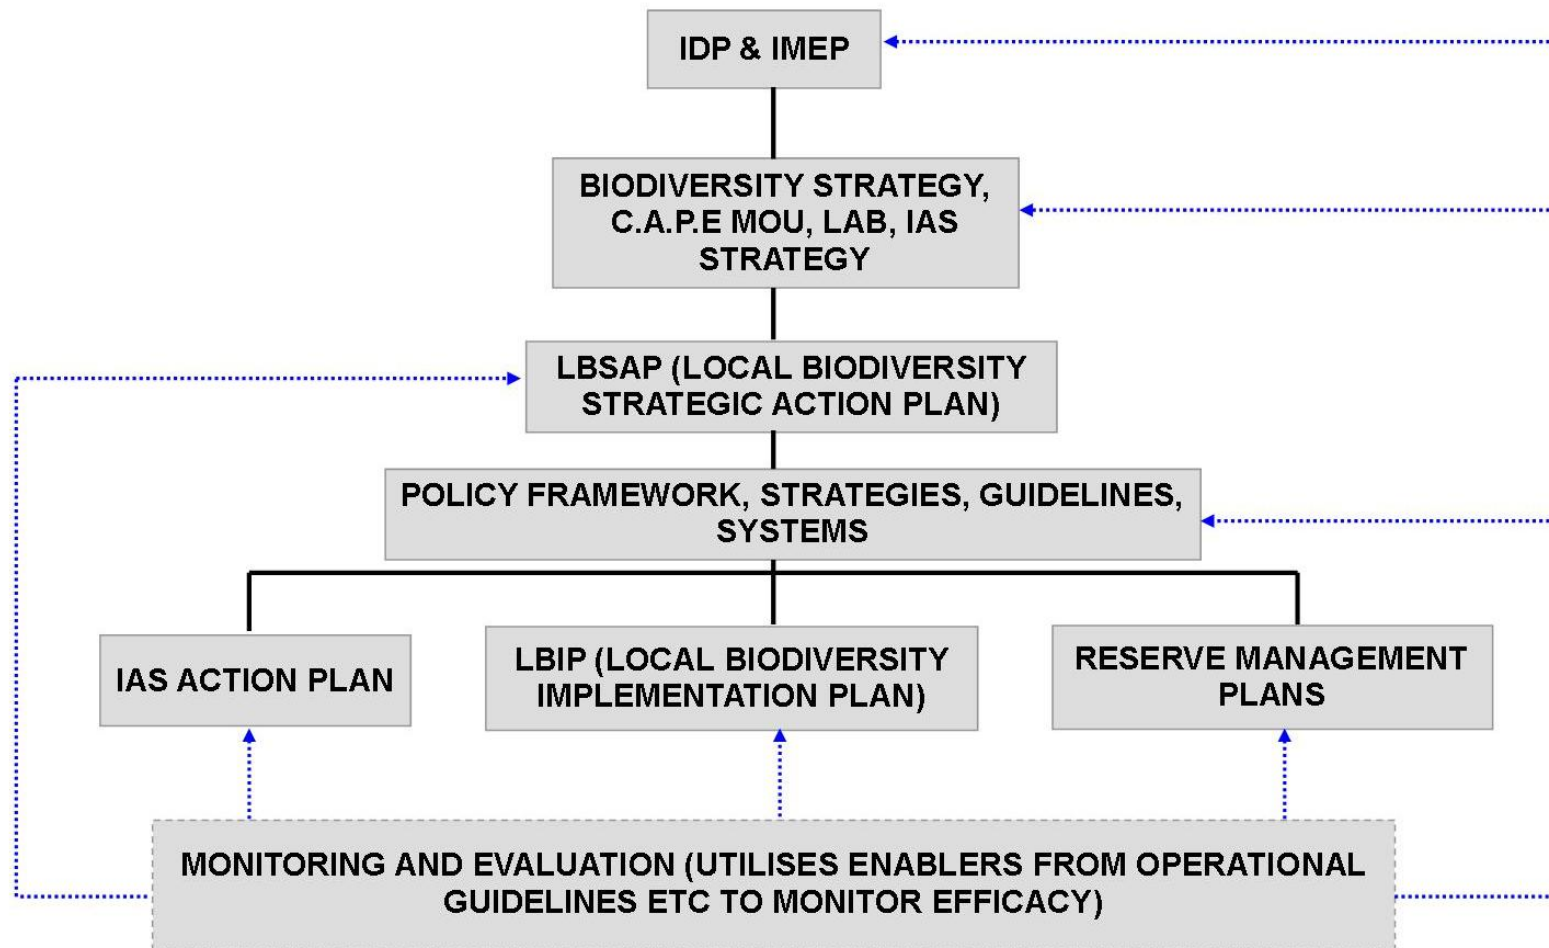 IDP & IMEP
BIODIVERSITY STRATEGY,
C.A.P.E MOU, LAB, IAS
STRATEGY
LBSAP (LOCAL BIODIVERSITY
STRATEGIC ACTION PLAN)
POLICY FRAMEWORK, STRATEGIES, GUIDELINES,
SYSTEMS
IAS ACTION PLAN
LBIP (LOCAL BIODIVERSITY
IMPLEMENTATION PLAN)
RESERVE MANAGEMENT
PLANS
MONITORING AND EVALUATION (UTILISES ENABLERS FROM OPERATIONAL
GUIDELINES ETC TO MONITOR EFFICACY)